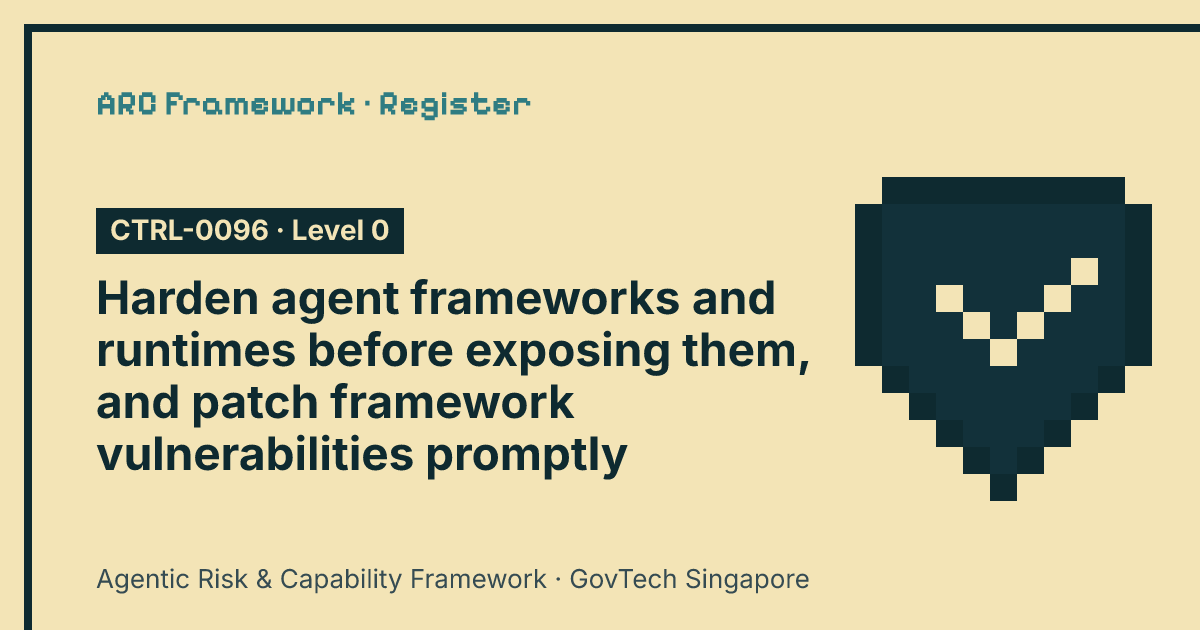 ARC Framework · Register
CTRL-0096 · Level 0
Harden agent frameworks and
runtimes before exposing them,
and patch framework
vulnerabilities promptly
Agentic Risk & Capability Framework · GovTech Singapore